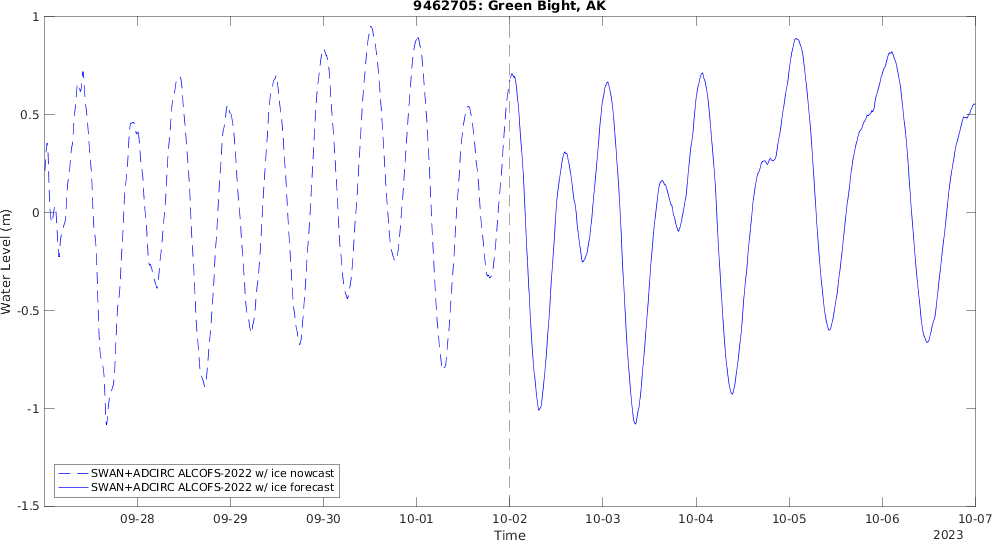 9462705: Green Bight, AK
1
0.5
0
-0.5
-1
-1.5
Water Level (m)
SWAN+ADCIRC ALCOFS-2022 w/ ice nowcast
SWAN+ADCIRC ALCOFS-2022 w/ ice forecast
09-28 09-29 09-30 10-01 10-02 10-03 10-04 10-05 10-06 10-07
Time
2023